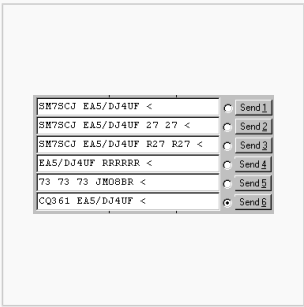 SM7SCJ EA5/DJ4UF < Send 1
SM7SCJ EA5/DJ4UF 27 27 < Send 2
SM7SCJ EA5/DJ4UF R27 R27 < Send 3
EA5/DJ4UF RRRRRR < Send 4
73 73 73 JM08BR < Send 5
CQ361 EA5/DJ4UF < Send 6